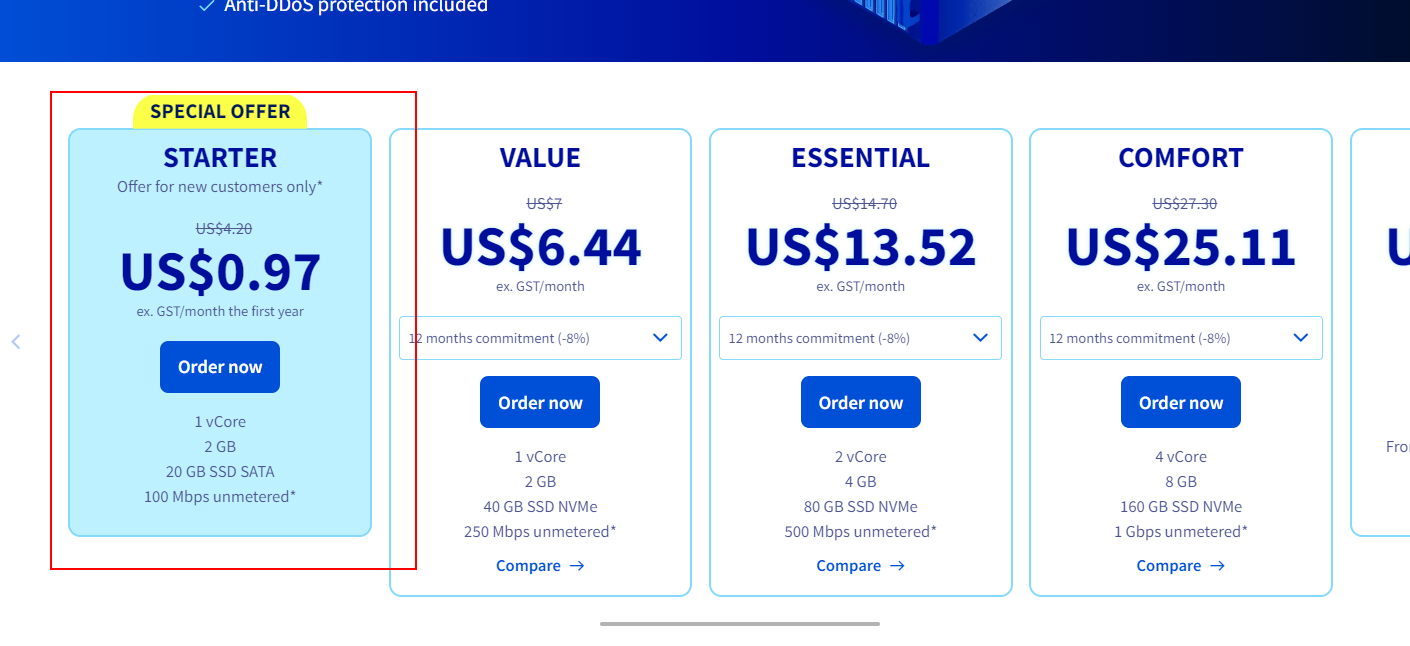 Anti-DDoS protection included
SPECIAL OFFER
STARTER
Offer for new customers only*
US$4.20
US$0.97
ex. GST/month the first year
Order now
1 vCore
2 GB
20 GB SSD SATA
100 Mbps unmetered*
VALUE
US$7
US$6.44
ex. GST/month
12 months commitment (-8%)
Order now
1 vCore
2 GB
40 GB SSD NVMe
250 Mbps unmetered*
Compare →
ESSENTIAL
US$14.70
US$13.52
ex. GST/month
12 months commitment (-8%)
Order now
2 vCore
4 GB
80 GB SSD NVMe
500 Mbps unmetered*
Compare →
COMFORT
US$27.30
US$25.11
ex. GST/month
12 months commitment (-8%)
Order now
4 vCore
8 GB
160 GB SSD NVMe
1 Gbps unmetered*
Compare →